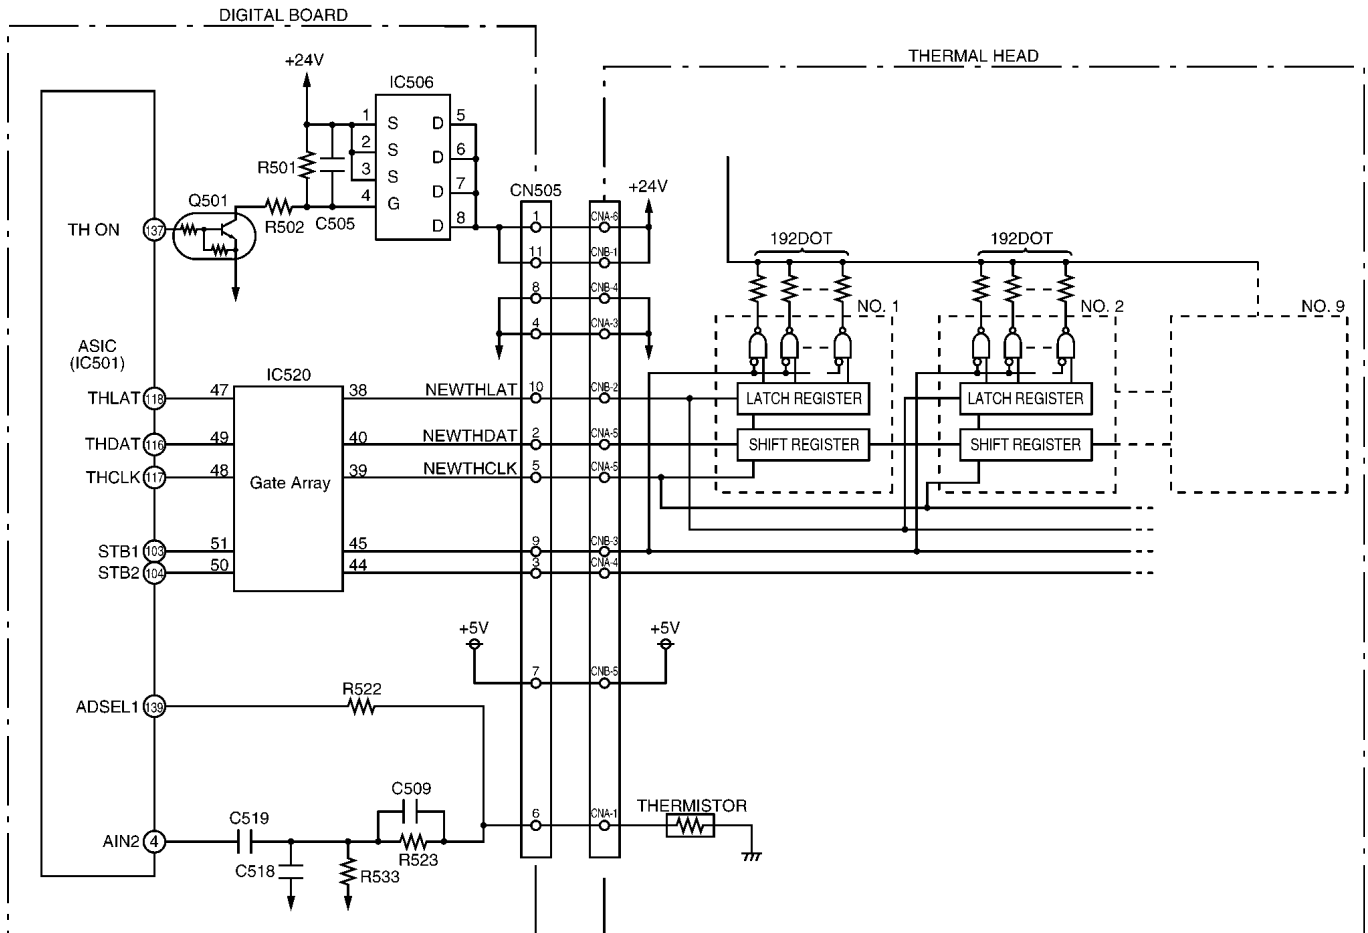 DIGITAL BOARD
THERMAL HEAD
+24V
IC506
1 S D 5
2 S D 6
3 S D 7
4 G D 8
R501
C505
R502
Q501
TH ON 137
CN505
+24V
1 CNA-6
11 CNB-1
8 CNB-4
4 CNA-3
192DOT
192DOT
NO. 1
NO. 2
NO. 9
ASIC
(IC501)
IC520
Gate Array
THLAT 118 47 38 NEWTHLAT 10 CNB-2
LATCH REGISTER
LATCH REGISTER
THDAT 116 49 40 NEWTHDAT 2 CNA-5
SHIFT REGISTER
SHIFT REGISTER
THCLK 117 48 39 NEWTHCLK 5 CNA-5
STB1 103 51 45 9 CNB-3
STB2 104 50 44 3 CNA-4
+5V
+5V
7 CNB-5
ADSEL1 139
R522
C509
THERMISTOR
6 CNA-1
C519
AIN2 4
R523
C518
R533